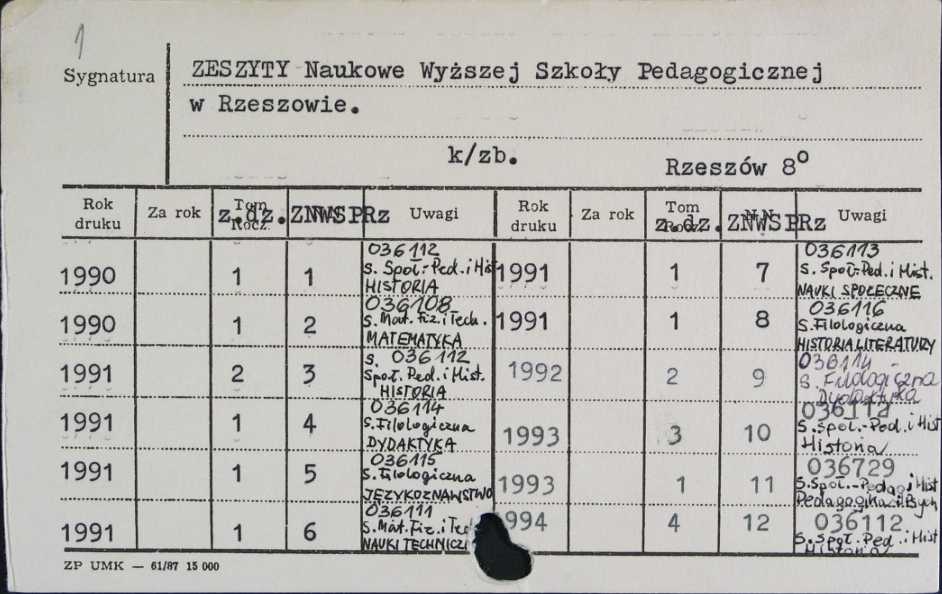 1
Sygnatura
ZESZYTY Naukowe Wyższej Szkoły Pedagogicznej
w Rzeszowie.
k/zb.
Rzeszów 8°
Rok druku Za rok Tom Rocz. z.dz. ZNWSPRz Uwagi Rok druku Za rok Tom Rocz. z.dz. ZNWSPRz Uwagi
1990 1 1 036112 S. Społ.-Ped. i Hist HISTORIA
1991 1 7 036113 S. Społ.-Ped. i Hist. NAUKI SPOŁECZNE
1990 1 2 036108 S. Mat. Fiz. i Tech. MATEMATYKA
1991 1 8 036116 S. Filologiczna HISTORIA LITERATURY
1991 2 3 S. 036112 Społ. Ped. i Hist. HISTORIA
1992 2 9 036114 S. Filologiczna Dydaktyka
1991 1 4 036114 S. Filologiczna DYDAKTYKA
1993 3 10 036112 S. Społ.-Ped. i Hist Historia
1991 1 5 036115 S. Filologiczna JĘZYKOZNAWSTWO
1993 1 11 036729 S. Społ.-Pedag i Hist Pedagogika i Psych
1991 1 6 036111 S. Mat. Fiz. i Tech NAUKI TECHNICZ
1994 4 12 036112. S. Społ. Ped. i Hist Historia
ZP UMK — 61/87 15 000